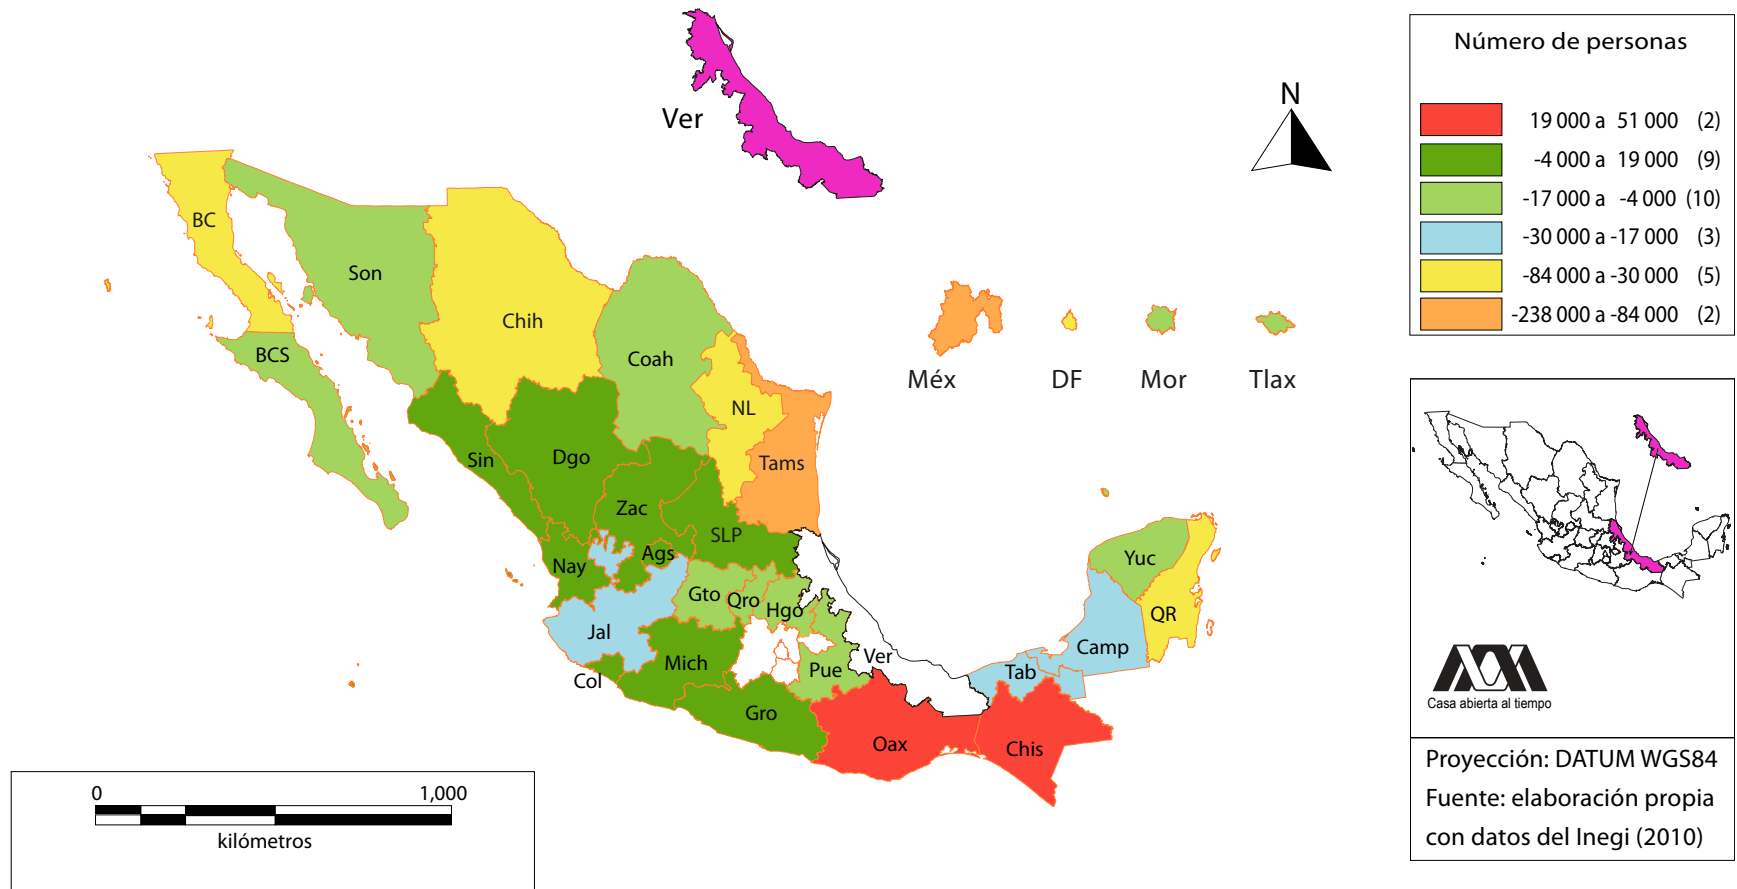 Ver
N
BC
Son
Chih
BCS
Coah
NL
Sin
Dgo
Tams
Zac
SLP
Ags
Nay
Gto
Qro
Hgo
Jal
Mich
Ver
Pue
Col
Gro
Oax
Chis
Tab
Camp
Yuc
QR
Méx
DF
Mor
Tlax
0 1,000
kilómetros
Número de personas
19 000 a 51 000 (2)
-4 000 a 19 000 (9)
-17 000 a -4 000 (10)
-30 000 a -17 000 (3)
-84 000 a -30 000 (5)
-238 000 a -84 000 (2)
Casa abierta al tiempo
Proyección: DATUM WGS84
Fuente: elaboración propia
con datos del Inegi (2010)